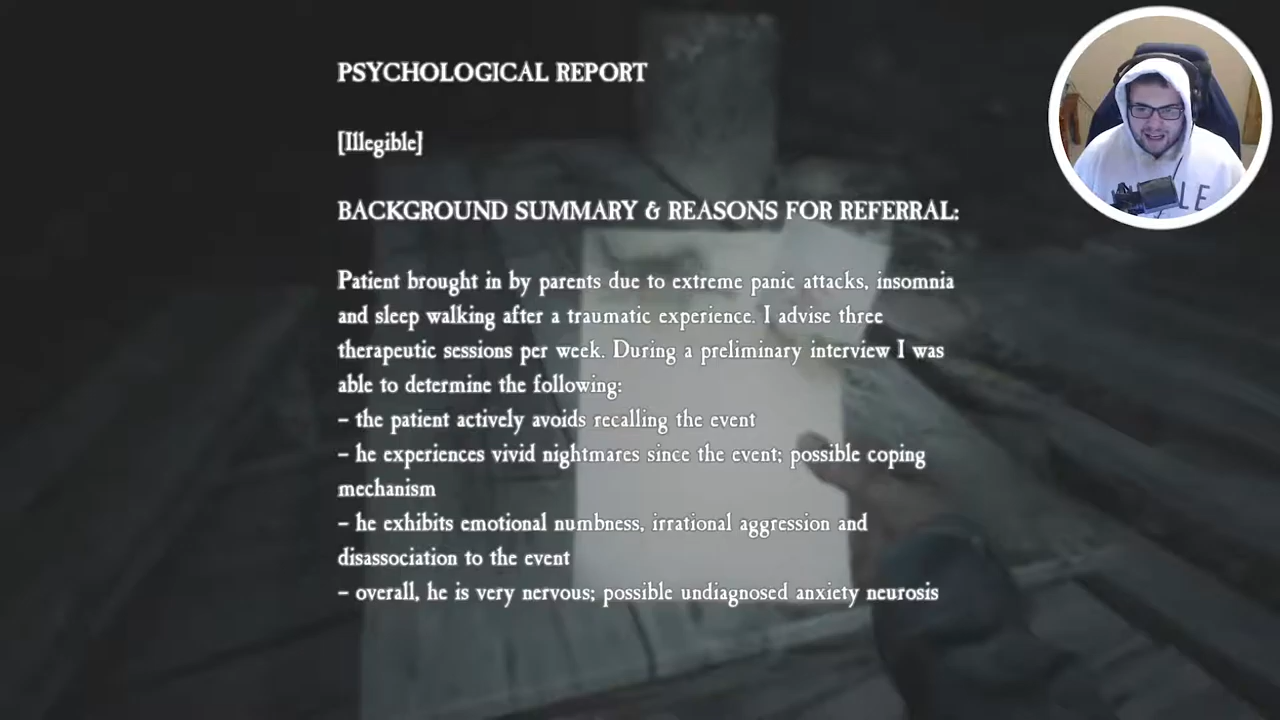 PSYCHOLOGICAL REPORT
[Illegible]
BACKGROUND SUMMARY & REASONS FOR REFERRAL:
Patient brought in by parents due to extreme panic attacks, insomnia
and sleep walking after a traumatic experience. I advise three
therapeutic sessions per week. During a preliminary interview I was
able to determine the following:
– the patient actively avoids recalling the event
– he experiences vivid nightmares since the event; possible coping
mechanism
– he exhibits emotional numbness, irrational aggression and
disassociation to the event
– overall, he is very nervous; possible undiagnosed anxiety neurosis